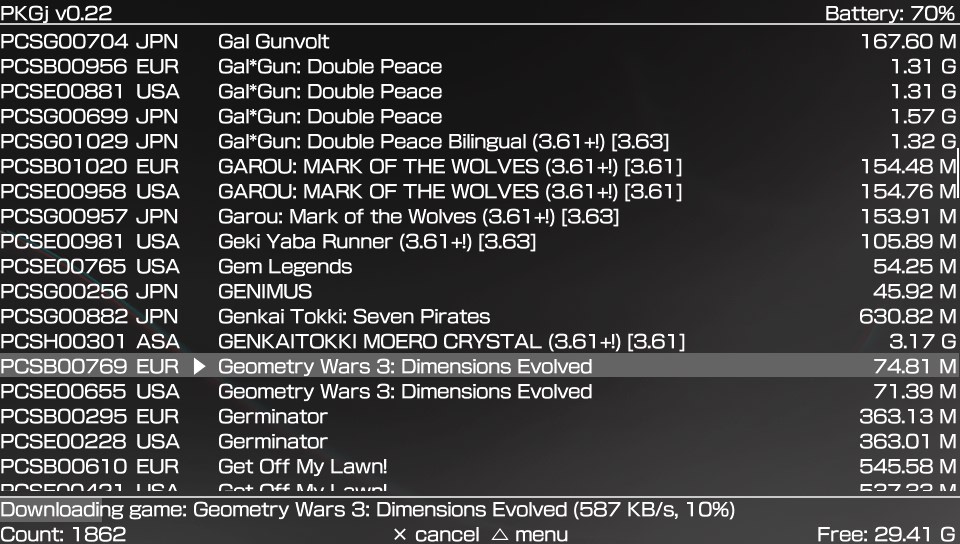 PKGj v0.22 Battery: 70%
PCSG00704 JPN Gal Gunvolt 167.60 M
PCSB00956 EUR Gal*Gun: Double Peace 1.31 G
PCSE00881 USA Gal*Gun: Double Peace 1.31 G
PCSG00699 JPN Gal*Gun: Double Peace 1.57 G
PCSG01029 JPN Gal*Gun: Double Peace Bilingual (3.61+!) [3.63] 1.32 G
PCSB01020 EUR GAROU: MARK OF THE WOLVES (3.61+!) [3.61] 154.48 M
PCSE00958 USA GAROU: MARK OF THE WOLVES (3.61+!) [3.61] 154.76 M
PCSG00957 JPN Garou: Mark of the Wolves (3.61+!) [3.63] 153.91 M
PCSE00981 USA Geki Yaba Runner (3.61+!) [3.63] 105.89 M
PCSE00765 USA Gem Legends 54.25 M
PCSG00256 JPN GENIMUS 45.92 M
PCSG00882 JPN Genkai Tokki: Seven Pirates 630.82 M
PCSH00301 ASA GENKAITOKKI MOERO CRYSTAL (3.61+!) [3.61] 3.17 G
PCSB00769 EUR ▶ Geometry Wars 3: Dimensions Evolved 74.81 M
PCSE00655 USA Geometry Wars 3: Dimensions Evolved 71.39 M
PCSB00295 EUR Germinator 363.13 M
PCSE00228 USA Germinator 363.01 M
PCSB00610 EUR Get Off My Lawn! 545.58 M
PCSE00421 USA Get Off My Lawn!
Downloading game: Geometry Wars 3: Dimensions Evolved (587 KB/s, 10%)
Count: 1862 × cancel △ menu Free: 29.41 G